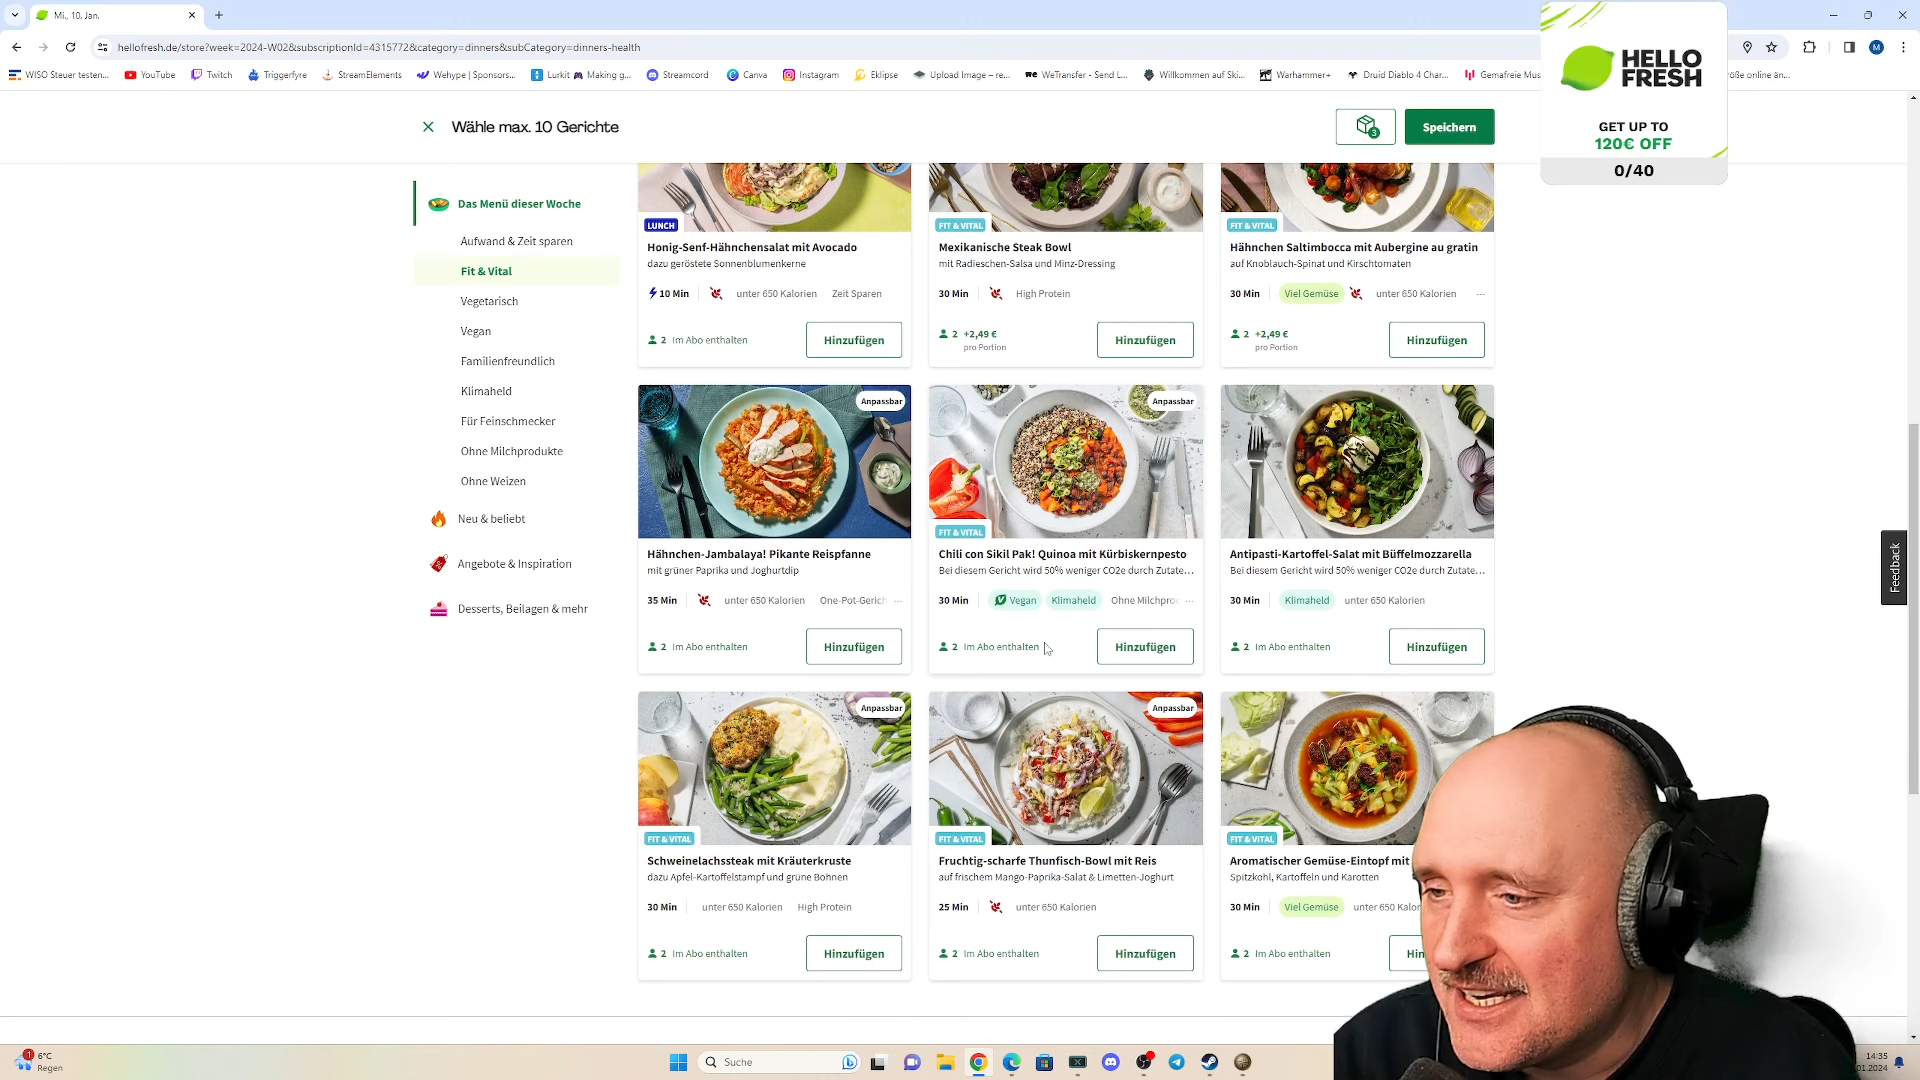 Mi., 10. Jan.
hellofresh.de/store?week=2024-W02&subscriptionId=4315772&category=dinners&subCategory=dinners-health
WISO Steuer testen...
YouTube
Twitch
Triggerfyre
StreamElements
Wehype | Sponsors...
Lurkit 🎮 Making g...
Streamcord
Canva
Instagram
Eklipse
Upload Image – re...
WeTransfer - Send L...
Willkommen auf Ski...
Warhammer+
Druid Diablo 4 Char...
Gemafreie Mus
öße online än...
HELLO
FRESH
GET UP TO
120€ OFF
0/40
Wähle max. 10 Gerichte
3
Speichern
Das Menü dieser Woche
Aufwand & Zeit sparen
Fit & Vital
Vegetarisch
Vegan
Familienfreundlich
Klimaheld
Für Feinschmecker
Ohne Milchprodukte
Ohne Weizen
Neu & beliebt
Angebote & Inspiration
Desserts, Beilagen & mehr
LUNCH
Honig-Senf-Hähnchensalat mit Avocado
dazu geröstete Sonnenblumenkerne
10 Min unter 650 Kalorien Zeit Sparen
2 Im Abo enthalten
Hinzufügen
FIT & VITAL
Mexikanische Steak Bowl
mit Radieschen-Salsa und Minz-Dressing
30 Min High Protein
2 +2,49 €
pro Portion
Hinzufügen
FIT & VITAL
Hähnchen Saltimbocca mit Aubergine au gratin
auf Knoblauch-Spinat und Kirschtomaten
30 Min Viel Gemüse unter 650 Kalorien ...
2 +2,49 €
pro Portion
Hinzufügen
Anpassbar
Hähnchen-Jambalaya! Pikante Reispfanne
mit grüner Paprika und Joghurtdip
35 Min unter 650 Kalorien One-Pot-Gerich ...
2 Im Abo enthalten
Hinzufügen
Anpassbar
FIT & VITAL
Chili con Sikil Pak! Quinoa mit Kürbiskernpesto
Bei diesem Gericht wird 50% weniger CO2e durch Zutate...
30 Min Vegan Klimaheld Ohne Milchpro ...
2 Im Abo enthalten
Hinzufügen
Antipasti-Kartoffel-Salat mit Büffelmozzarella
Bei diesem Gericht wird 50% weniger CO2e durch Zutate...
30 Min Klimaheld unter 650 Kalorien
2 Im Abo enthalten
Hinzufügen
Anpassbar
FIT & VITAL
Schweinelachssteak mit Kräuterkruste
dazu Apfel-Kartoffelstampf und grüne Bohnen
30 Min unter 650 Kalorien High Protein
2 Im Abo enthalten
Hinzufügen
Anpassbar
FIT & VITAL
Fruchtig-scharfe Thunfisch-Bowl mit Reis
auf frischem Mango-Paprika-Salat & Limetten-Joghurt
25 Min unter 650 Kalorien
2 Im Abo enthalten
Hinzufügen
FIT & VITAL
Aromatischer Gemüse-Eintopf mit
Spitzkohl, Kartoffeln und Karotten
30 Min Viel Gemüse unter 650 Kalor
2 Im Abo enthalten
Hin
Feedback
1
6°C
Regen
Suche
14:35
.01.2024